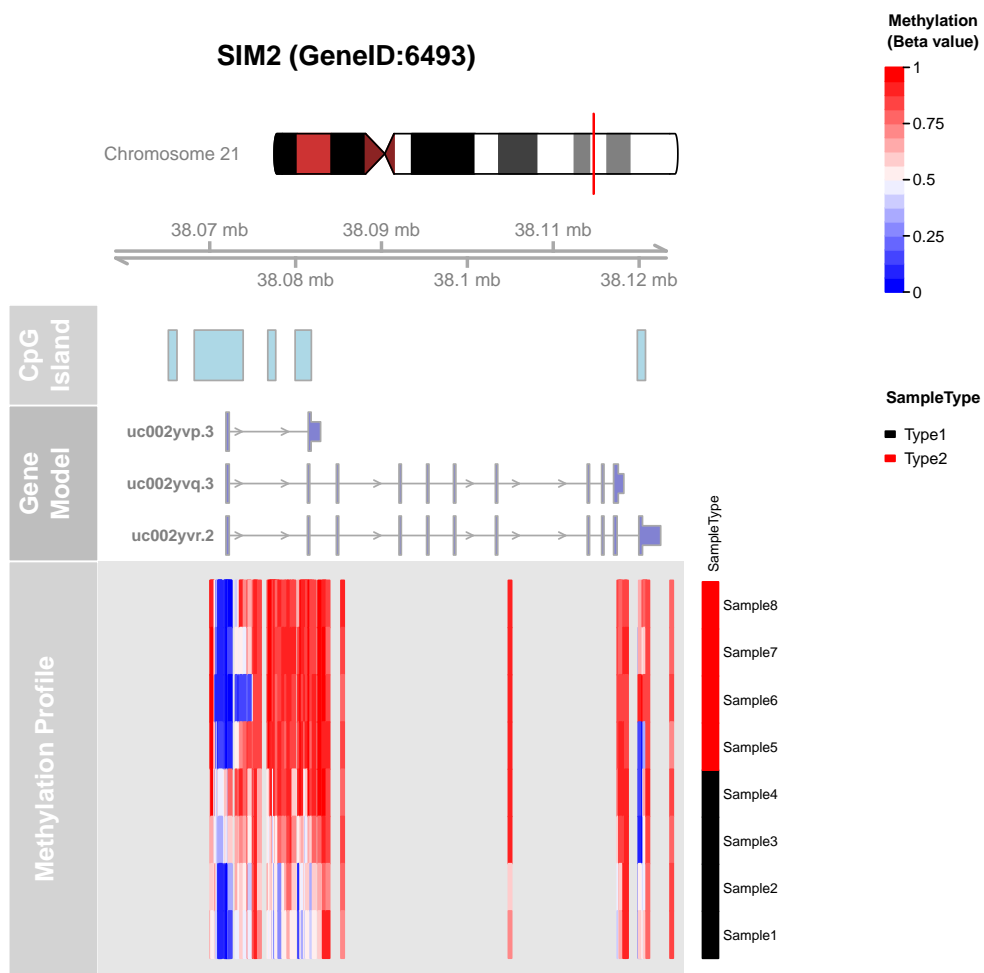 SIM2 (GeneID:6493)
Methylation
(Beta value)
1
0.75
0.5
0.25
0
Chromosome 21
38.07 mb
38.09 mb
38.11 mb
38.08 mb
38.1 mb
38.12 mb
CpG
Island
SampleType
Type1
Type2
Gene
Model
uc002yvp.3
uc002yvq.3
uc002yvr.2
SampleType
Methylation Profile
Sample8
Sample7
Sample6
Sample5
Sample4
Sample3
Sample2
Sample1